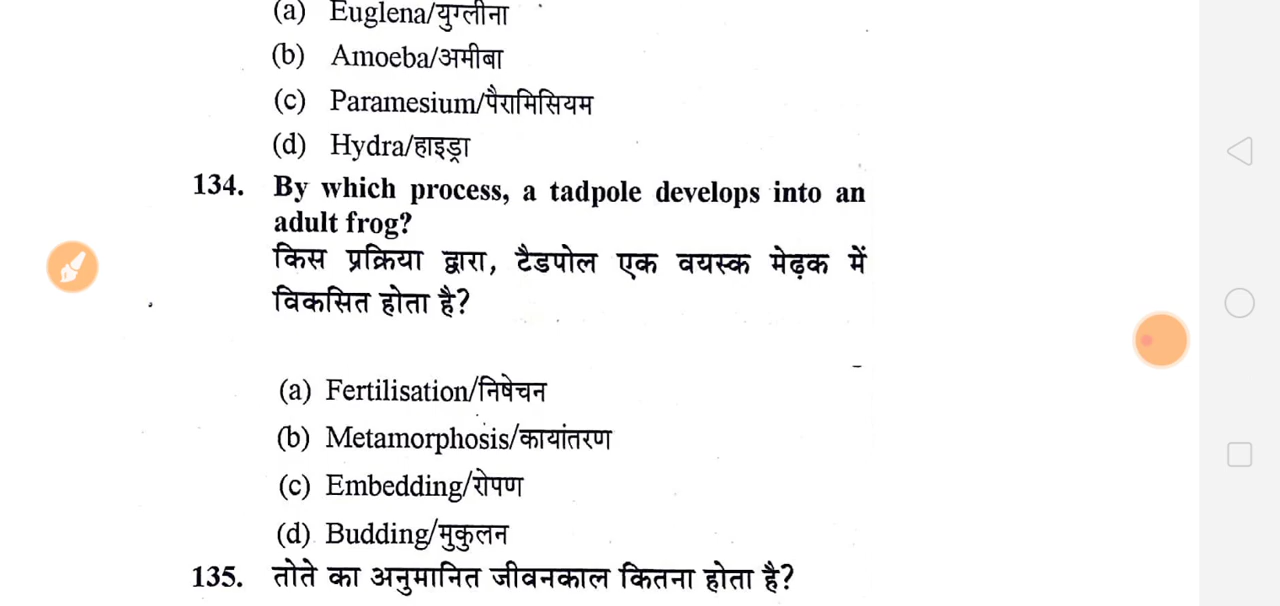 (a) Euglena/युग्लीना
(b) Amoeba/अमीबा
(c) Paramesium/पैरामिसियम
(d) Hydra/हाइड्रा
134. By which process, a tadpole develops into an
adult frog?
किस प्रक्रिया द्वारा, टैडपोल एक वयस्क मेढ़क में
विकसित होता है?
(a) Fertilisation/निषेचन
(b) Metamorphosis/कायांतरण
(c) Embedding/रोपण
(d) Budding/मुकुलन
135. तोते का अनुमानित जीवनकाल कितना होता है?